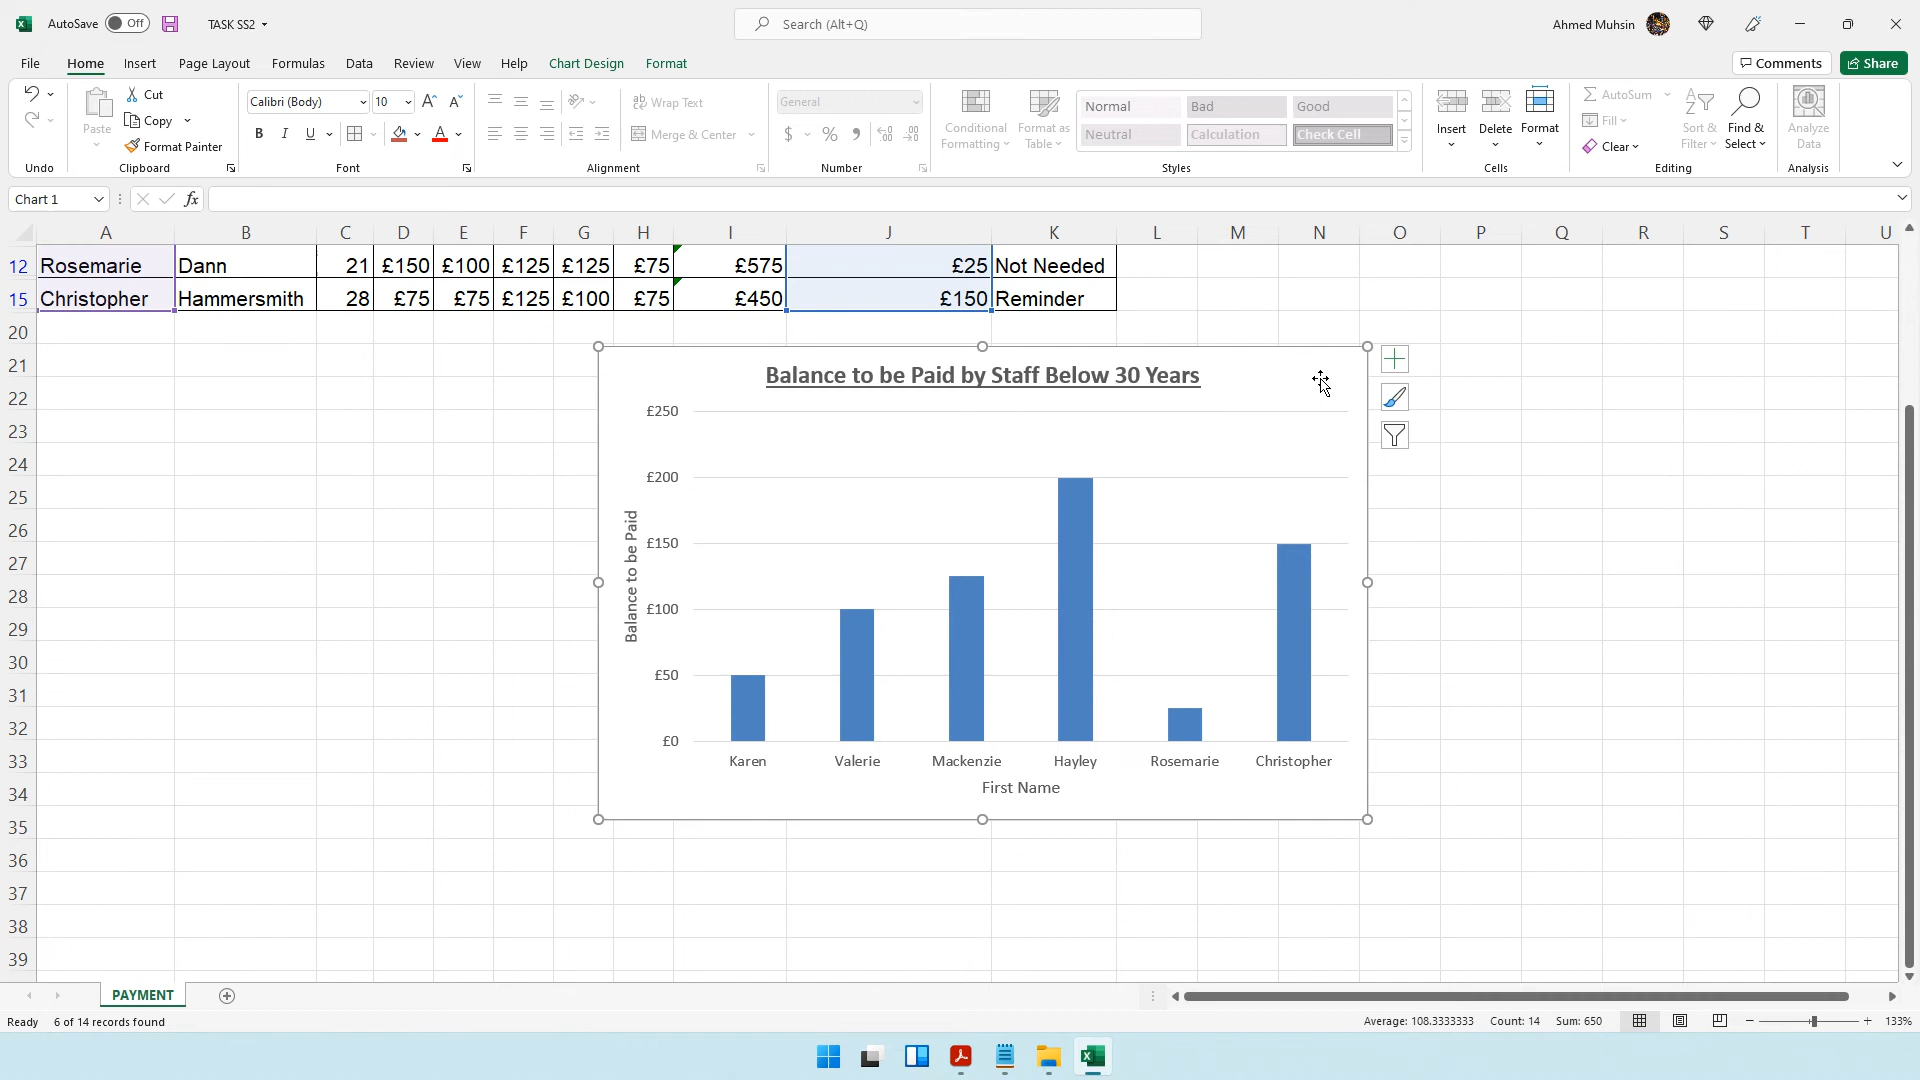 AutoSave Off TASK SS2 Search (Alt+Q) Ahmed Muhsin
File Home Insert Page Layout Formulas Data Review View Help Chart Design Format Comments Share
Undo
Paste
Cut
Copy
Format Painter
Clipboard
Calibri (Body) 10
B I U A
Font
Wrap Text
Merge & Center
Alignment
General
$ % ,
Number
Conditional Formatting
Format as Table
Normal Bad Good
Neutral Calculation Check Cell
Styles
Insert Delete Format
Cells
AutoSum
Fill
Clear
Sort & Filter
Find & Select
Editing
Analyze Data
Analysis
Chart 1 fx
A B C D E F G H I J K L M N O P Q R S T U
12 Rosemarie Dann 21 £150 £100 £125 £125 £75 £575 £25 Not Needed
15 Christopher Hammersmith 28 £75 £75 £125 £100 £75 £450 £150 Reminder
20
21
22
23
24
25
26
27
28
29
30
31
32
33
34
35
36
37
38
39
Balance to be Paid by Staff Below 30 Years
£250
£200
£150
£100
£50
£0
Balance to be Paid
Karen Valerie Mackenzie Hayley Rosemarie Christopher
First Name
PAYMENT
Ready 6 of 14 records found Average: 108.3333333 Count: 14 Sum: 650 133%